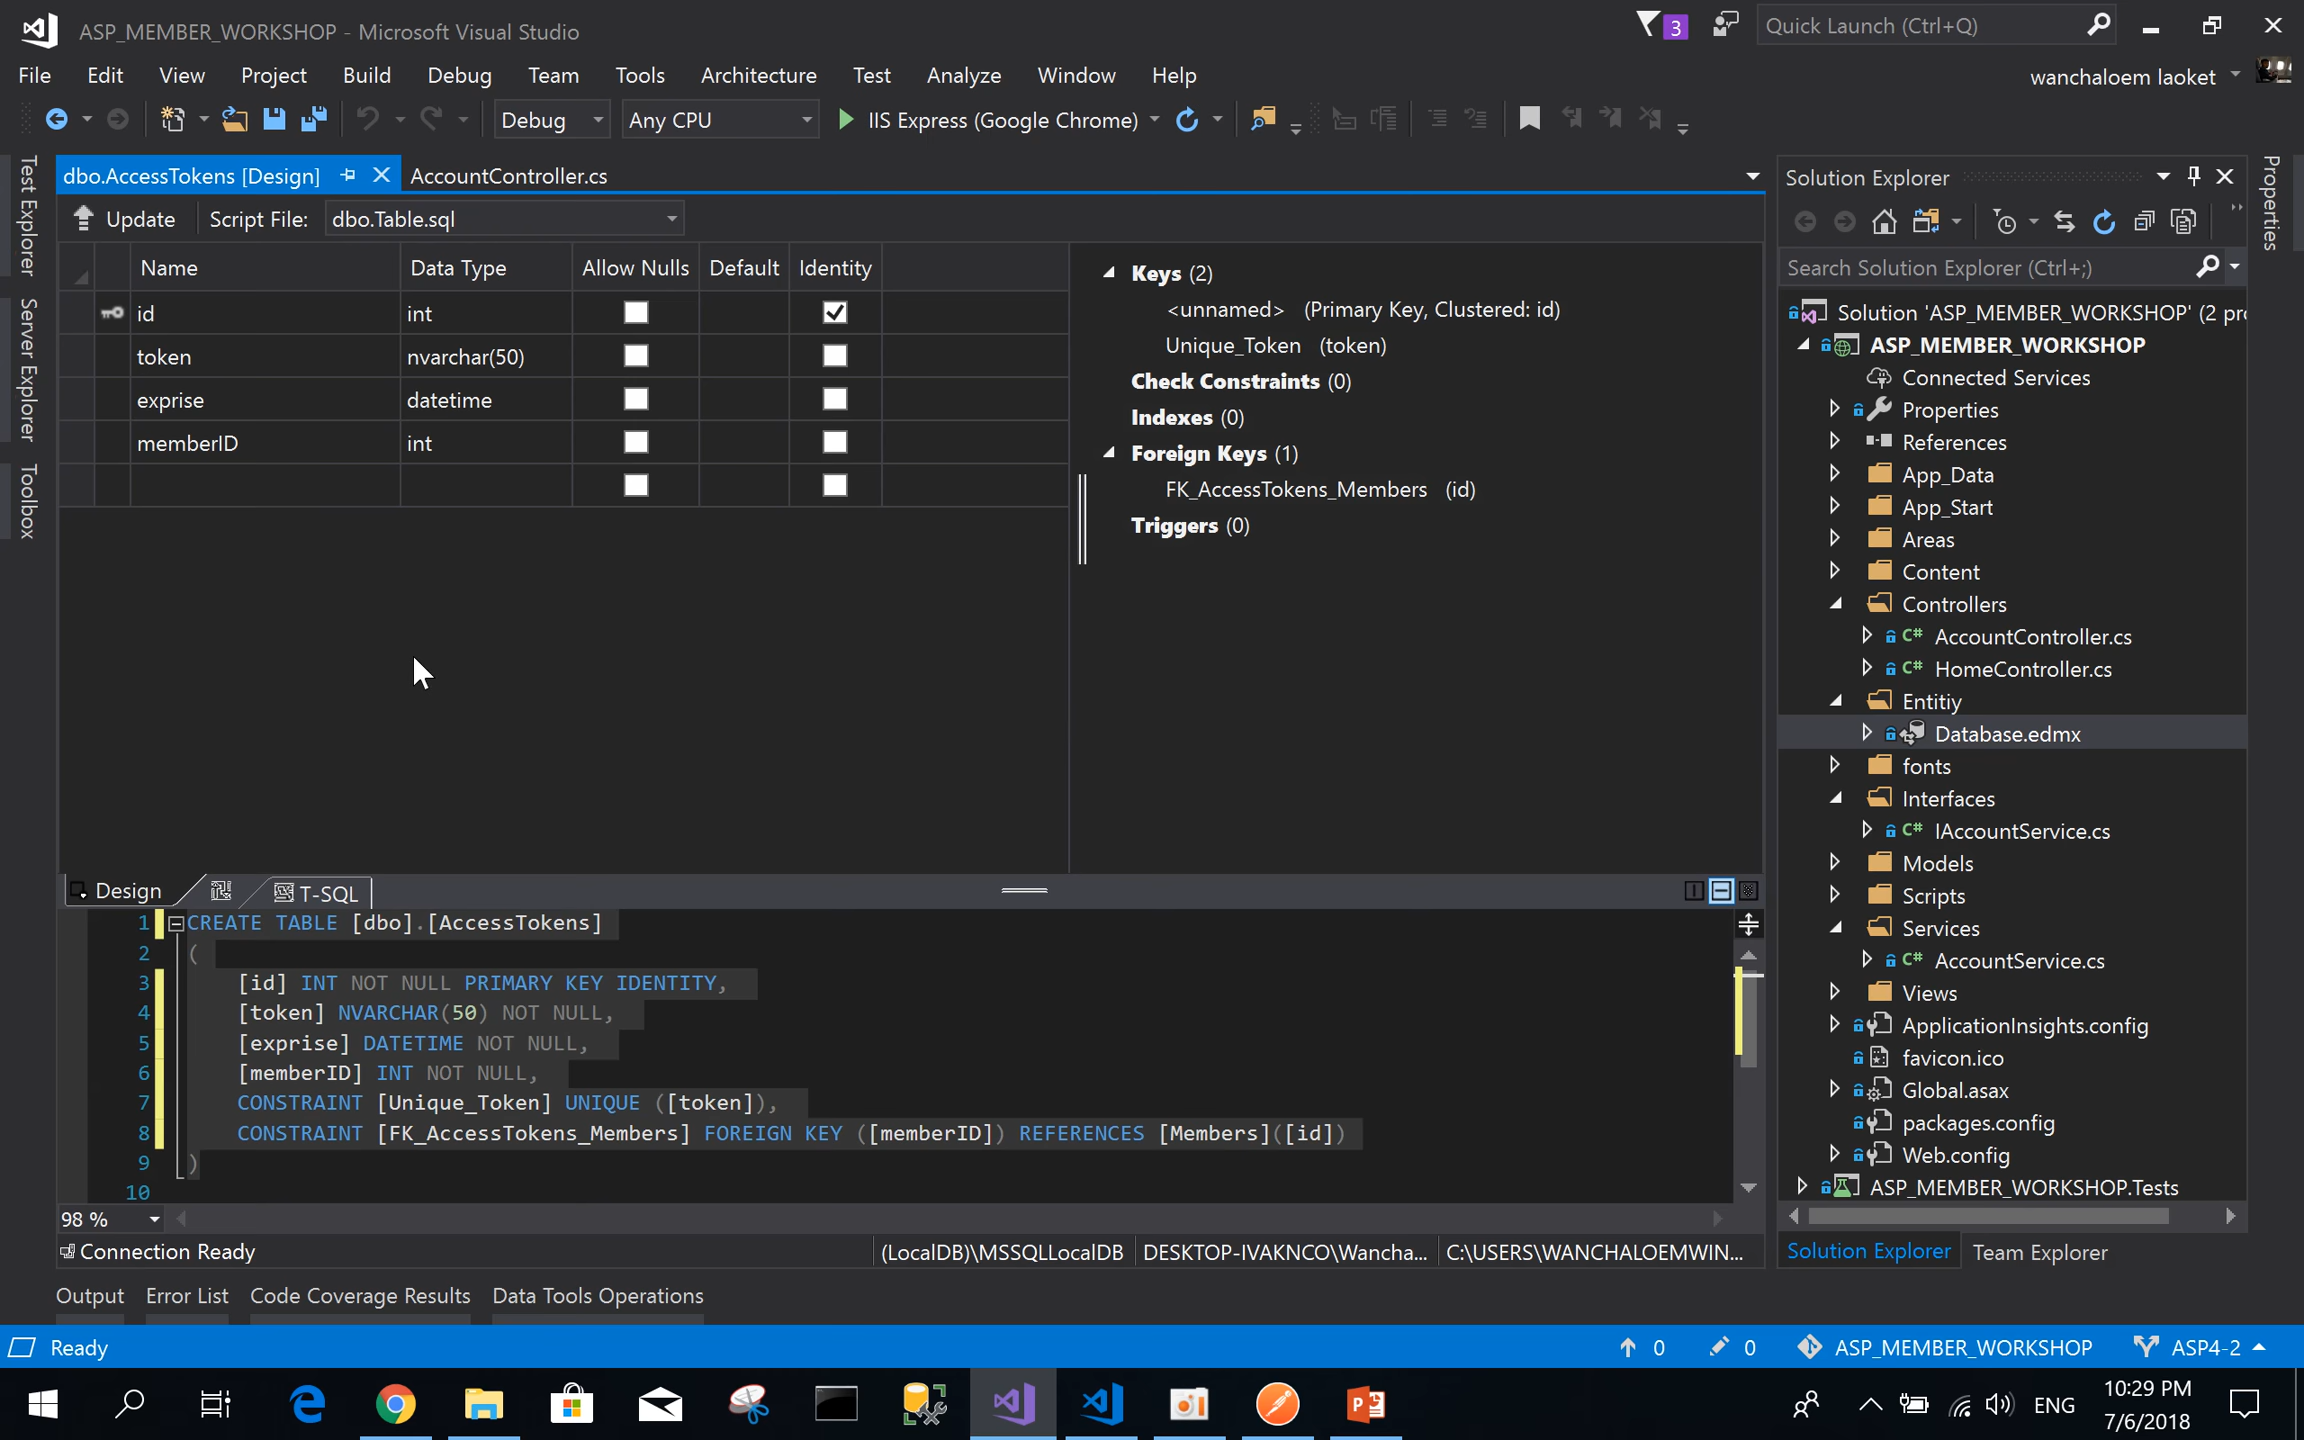 ASP_MEMBER_WORKSHOP - Microsoft Visual Studio
3
Quick Launch (Ctrl+Q)
File Edit View Project Build Debug Team Tools Architecture Test Analyze Window Help
wanchaloem laoket
Debug Any CPU IIS Express (Google Chrome)
Test Explorer
Server Explorer
Toolbox
dbo.AccessTokens [Design] AccountController.cs
Update Script File: dbo.Table.sql
Name Data Type Allow Nulls Default Identity
id int
token nvarchar(50)
exprise datetime
memberID int
Keys (2)
<unnamed> (Primary Key, Clustered: id)
Unique_Token (token)
Check Constraints (0)
Indexes (0)
Foreign Keys (1)
FK_AccessTokens_Members (id)
Triggers (0)
Design T-SQL
1 CREATE TABLE [dbo].[AccessTokens]
2 (
3 [id] INT NOT NULL PRIMARY KEY IDENTITY,
4 [token] NVARCHAR(50) NOT NULL,
5 [exprise] DATETIME NOT NULL,
6 [memberID] INT NOT NULL,
7 CONSTRAINT [Unique_Token] UNIQUE ([token]),
8 CONSTRAINT [FK_AccessTokens_Members] FOREIGN KEY ([memberID]) REFERENCES [Members]([id])
9 )
10
98 %
Connection Ready (LocalDB)\MSSQLLocalDB DESKTOP-IVAKNCO\Wancha... C:\USERS\WANCHALOEMWIN...
Output Error List Code Coverage Results Data Tools Operations
Solution Explorer
Search Solution Explorer (Ctrl+;)
Solution 'ASP_MEMBER_WORKSHOP' (2 pro
ASP_MEMBER_WORKSHOP
Connected Services
Properties
References
App_Data
App_Start
Areas
Content
Controllers
C# AccountController.cs
C# HomeController.cs
Entitiy
Database.edmx
fonts
Interfaces
C# IAccountService.cs
Models
Scripts
Services
C# AccountService.cs
Views
ApplicationInsights.config
favicon.ico
Global.asax
packages.config
Web.config
ASP_MEMBER_WORKSHOP.Tests
Solution Explorer Team Explorer
Properties
Ready 0 0 ASP_MEMBER_WORKSHOP ASP4-2
ENG
10:29 PM
7/6/2018